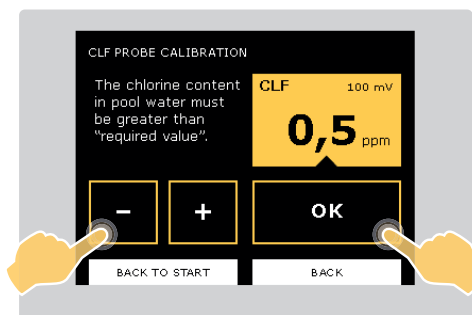 CLF PROBE CALIBRATION
The chlorine content
in pool water must
be greater than
"required value".
CLF 100 mV
0,5 ppm
- + OK
BACK TO START BACK